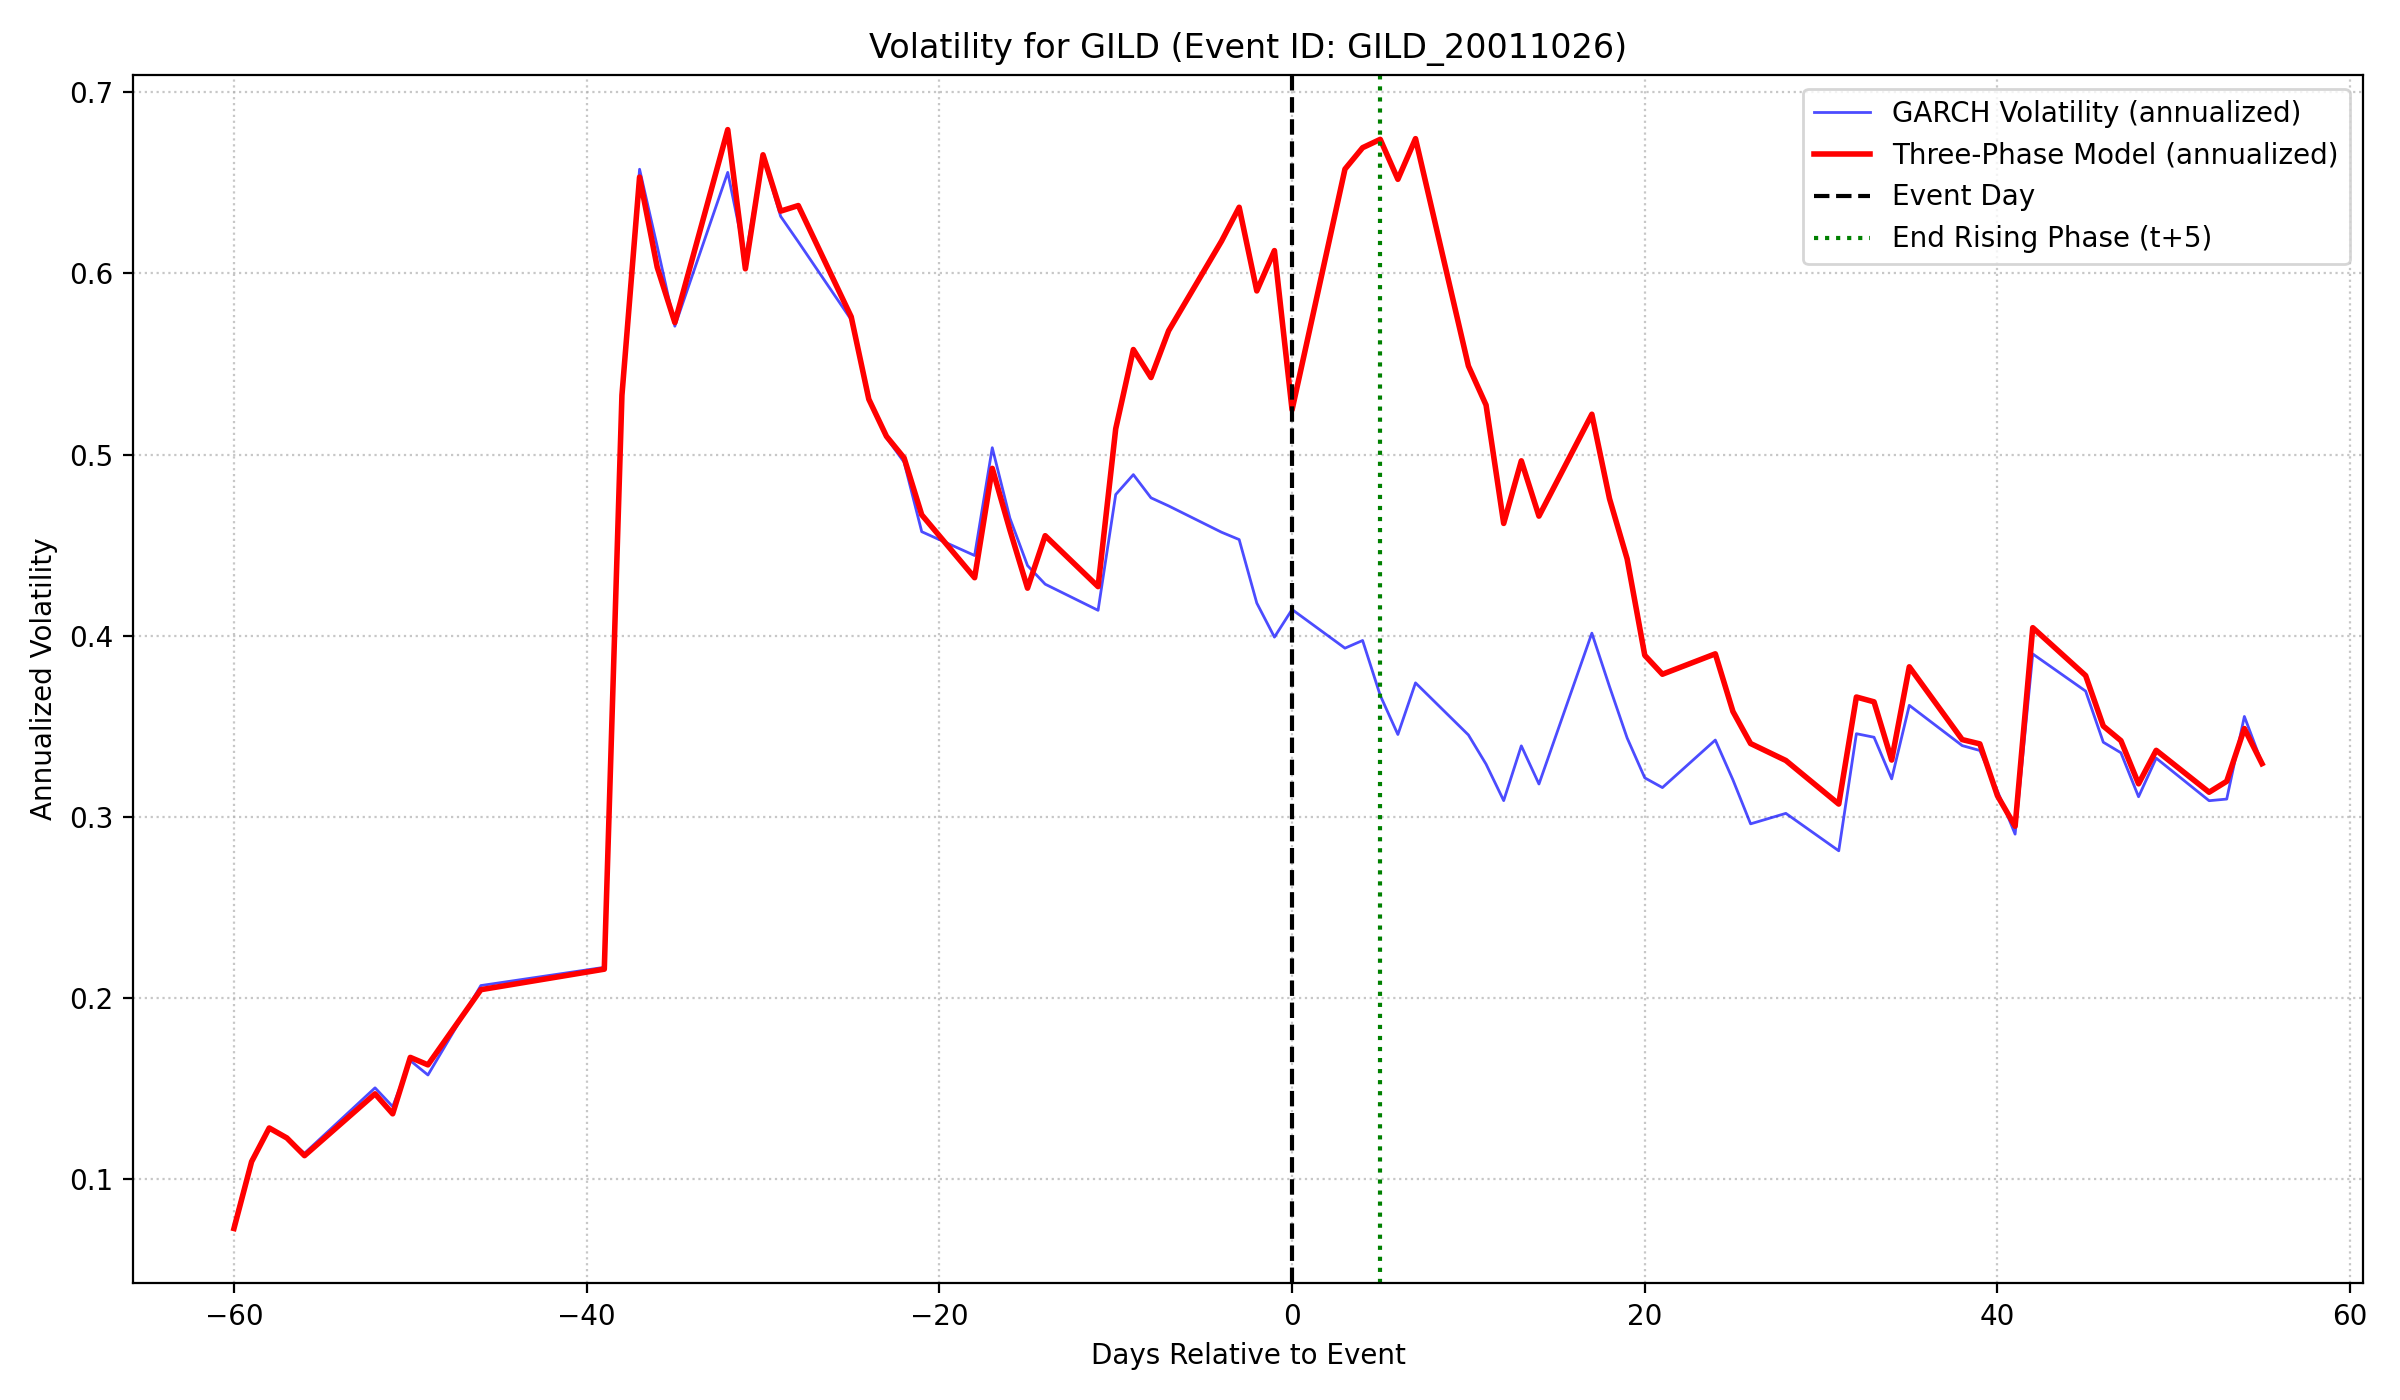 Volatility for GILD (Event ID: GILD_20011026)
GARCH Volatility (annualized)
Three-Phase Model (annualized)
Event Day
End Rising Phase (t+5)
Annualized Volatility
0.7
0.6
0.5
0.4
0.3
0.2
0.1
−60
−40
−20
0
20
40
60
Days Relative to Event